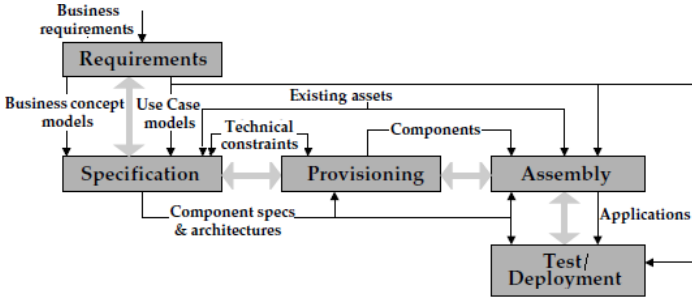 Business
requirements
Requirements
Business concept
models
Use Case
models
Existing assets
Technical
constraints
Components
Specification
Provisioning
Assembly
Component specs
& architectures
Applications
Test/
Deployment